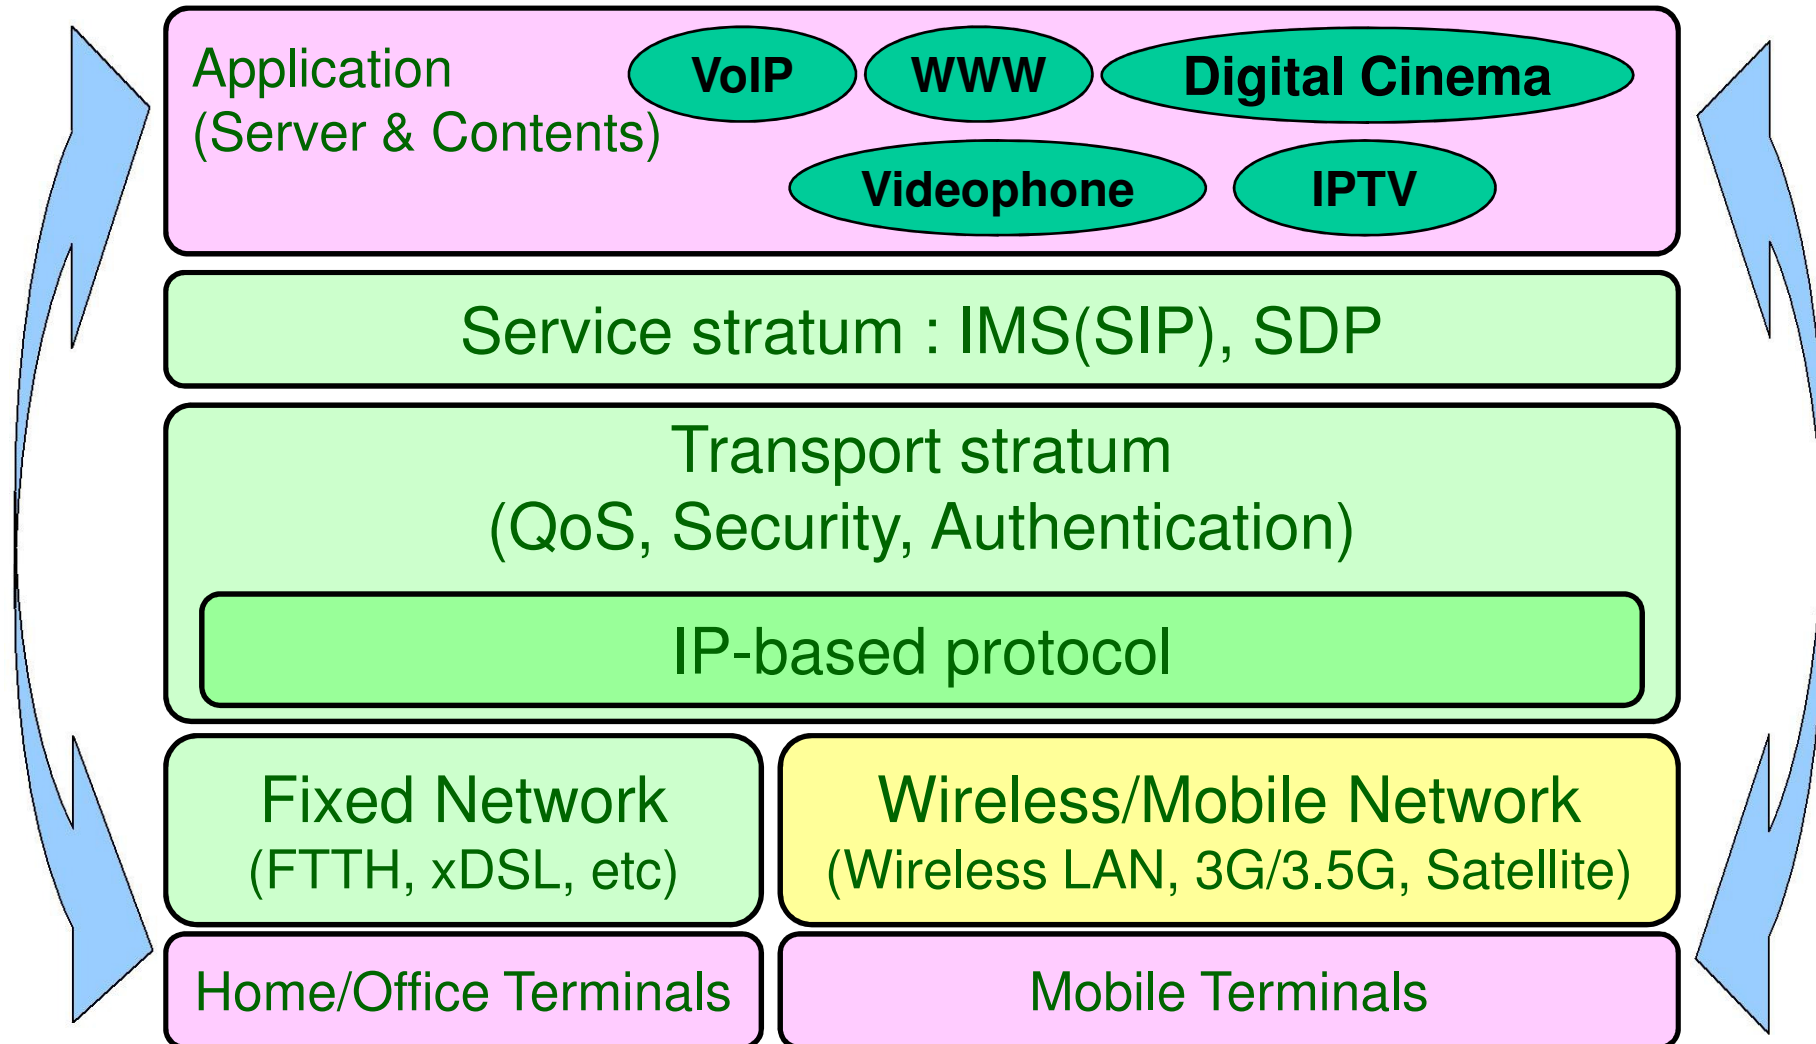 Application
(Server & Contents)
VoIP
WWW
Digital Cinema
Videophone
IPTV
Service stratum : IMS(SIP), SDP
Transport stratum
(QoS, Security, Authentication)
IP-based protocol
Fixed Network
(FTTH, xDSL, etc)
Wireless/Mobile Network
(Wireless LAN, 3G/3.5G, Satellite)
Home/Office Terminals
Mobile Terminals